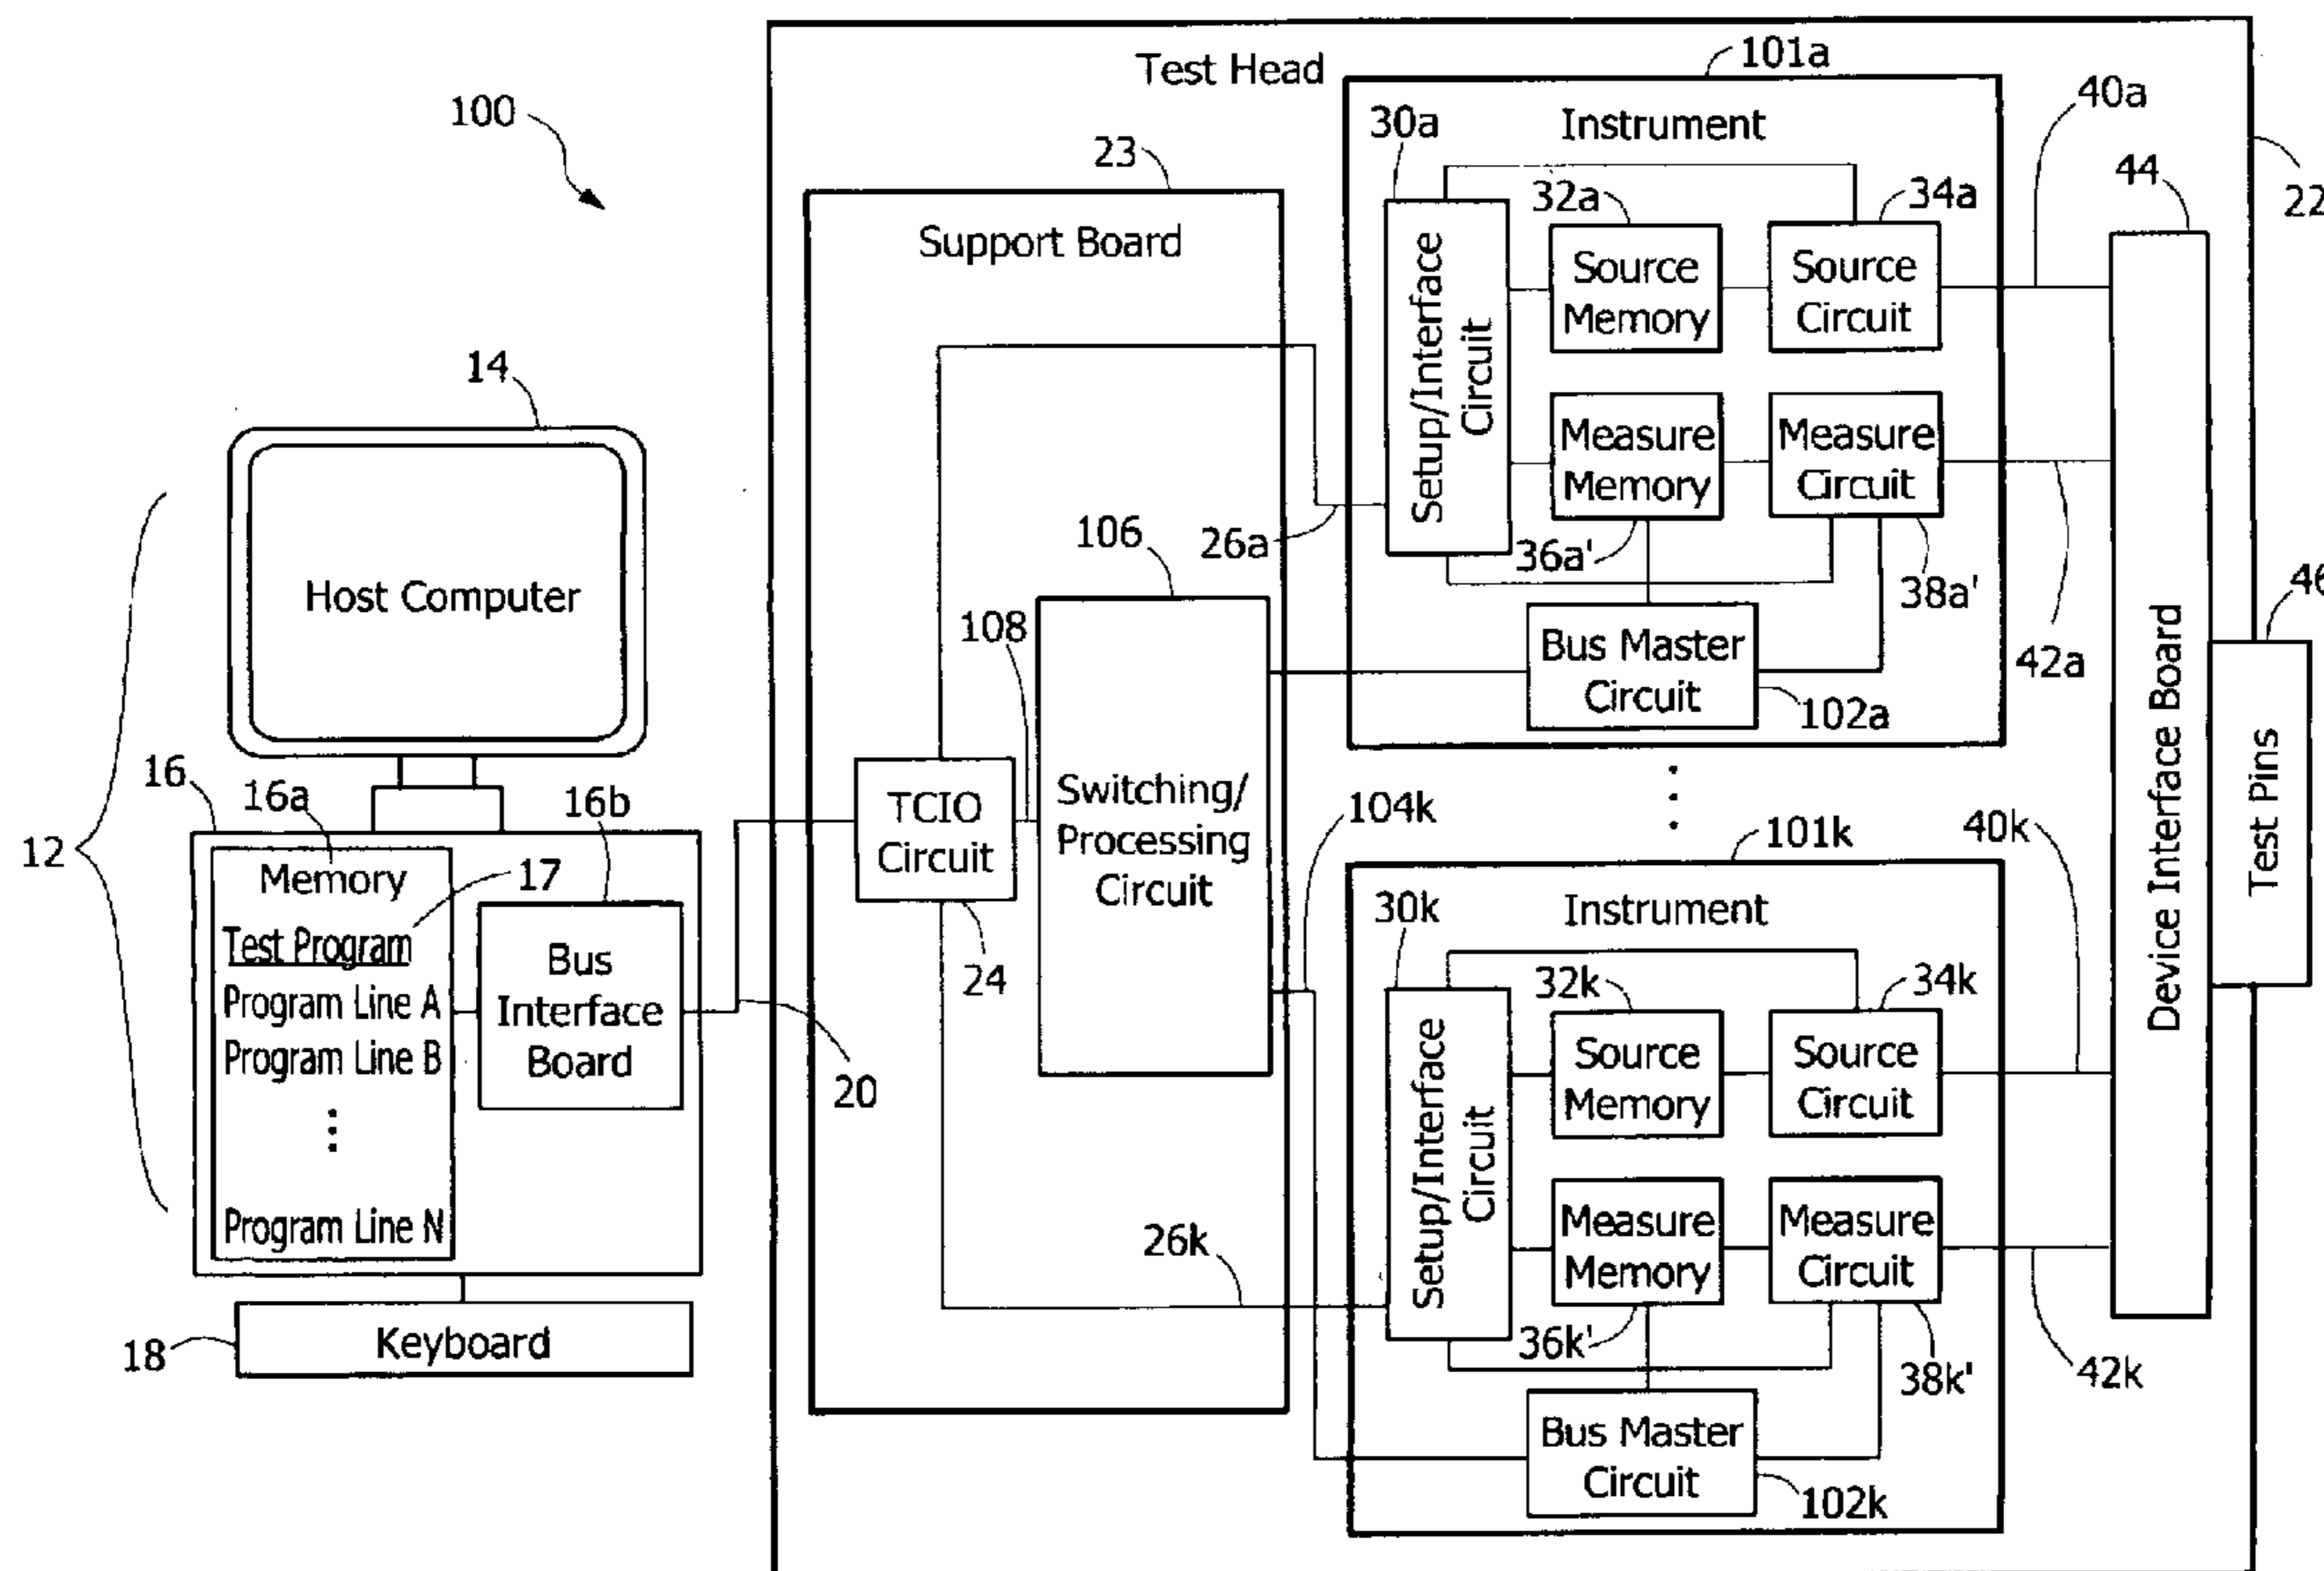 100
Test Head
101a
40a
22
23
30a
Instrument
44
32a
34a
Support Board
Setup/Interface
Circuit
Source
Memory
Source
Circuit
Measure
Memory
Measure
Circuit
26a
36a'
38a'
42a
46
Bus Master
Circuit
102a
14
Host Computer
12
16
16a
16b
Memory
17
Test Program
Program Line A
Program Line B
Program Line N
Bus
Interface
Board
20
Keyboard
18
106
108
TCIO
Circuit
24
Switching/
Processing
Circuit
104k
26k
101k
40k
30k
Instrument
32k
34k
Setup/Interface
Circuit
Source
Memory
Source
Circuit
Measure
Memory
Measure
Circuit
36k'
38k'
42k
Bus Master
Circuit
102k
Device Interface Board
Test Pins